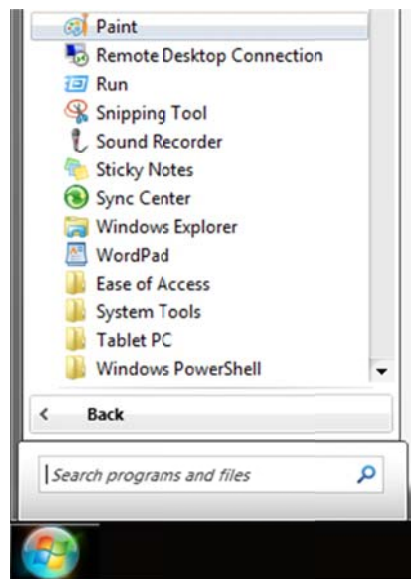 Paint
Remote Desktop Connection
Run
Snipping Tool
Sound Recorder
Sticky Notes
Sync Center
Windows Explorer
WordPad
Ease of Access
System Tools
Tablet PC
Windows PowerShell
Back
Search programs and files